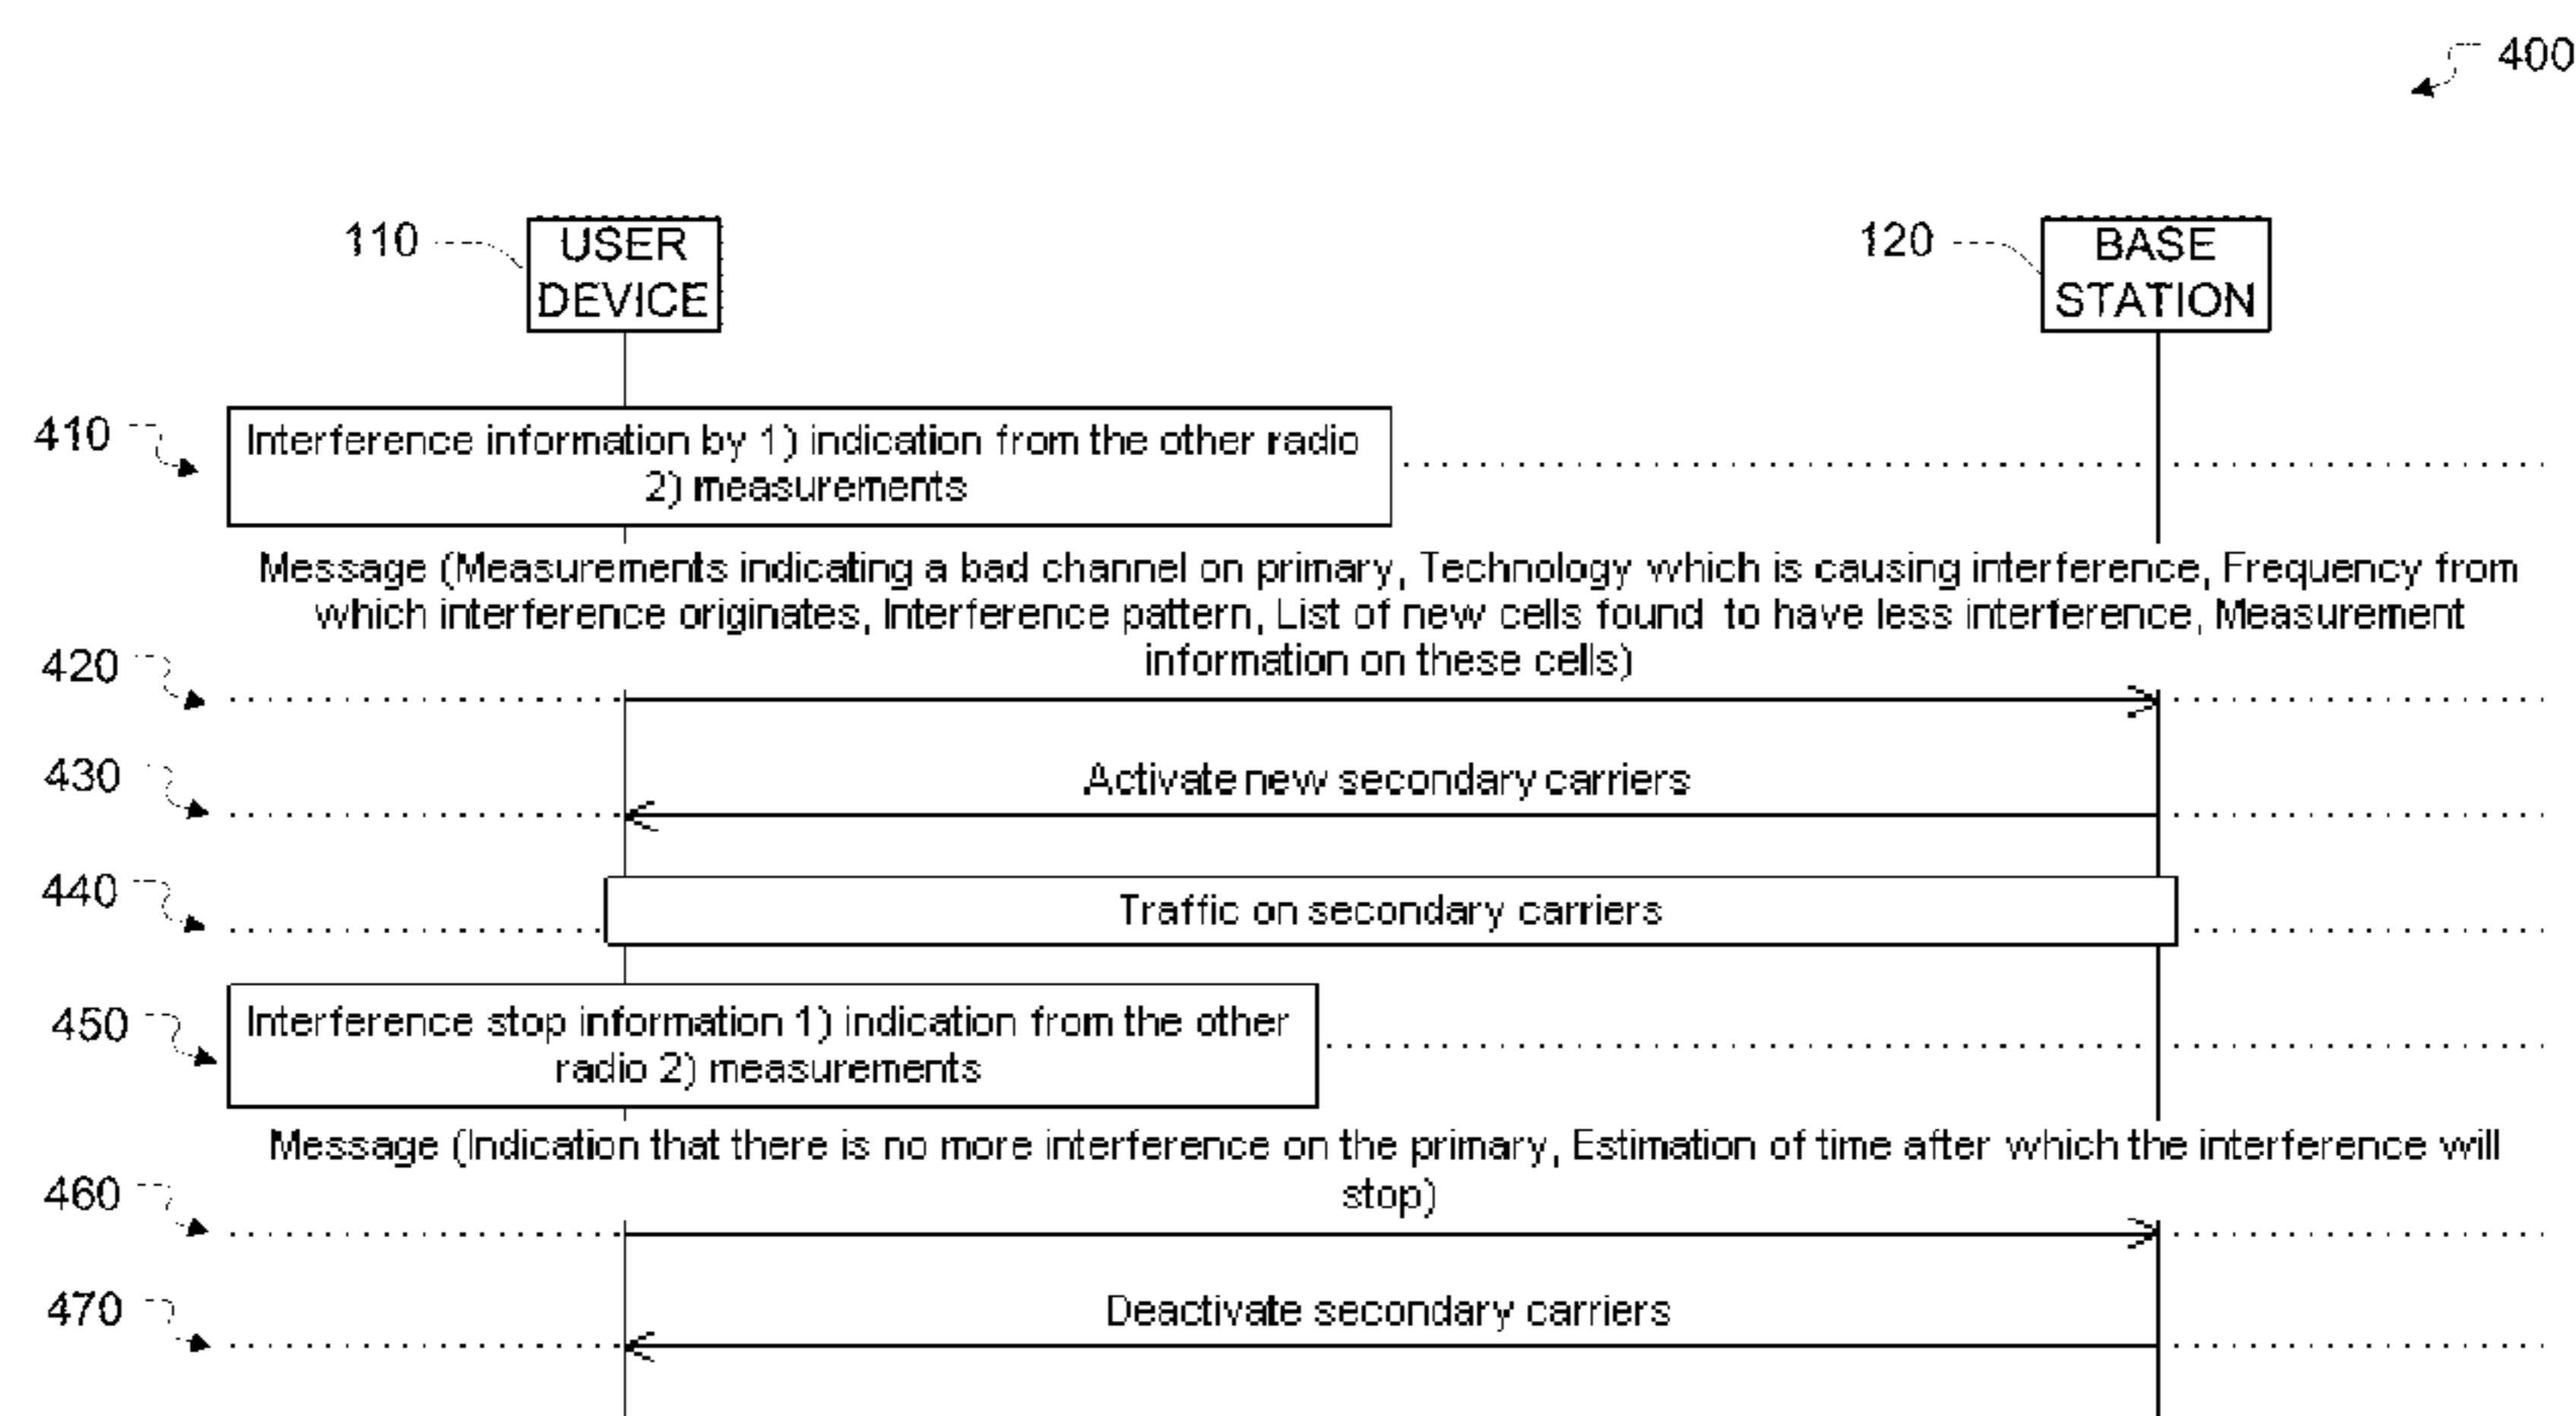 400
110
USER
DEVICE
120
BASE
STATION
410
Interference information by 1) indication from the other radio
2) measurements
Message (Measurements indicating a bad channel on primary, Technology which is causing interference, Frequency from
which interference originates, Interference pattern, List of new cells found to have less interference, Measurement
information on these cells)
420
430
Activate new secondary carriers
440
Traffic on secondary carriers
450
Interference stop information 1) indication from the other
radio 2) measurements
Message (Indication that there is no more interference on the primary, Estimation of time after which the interference will
stop)
460
470
Deactivate secondary carriers